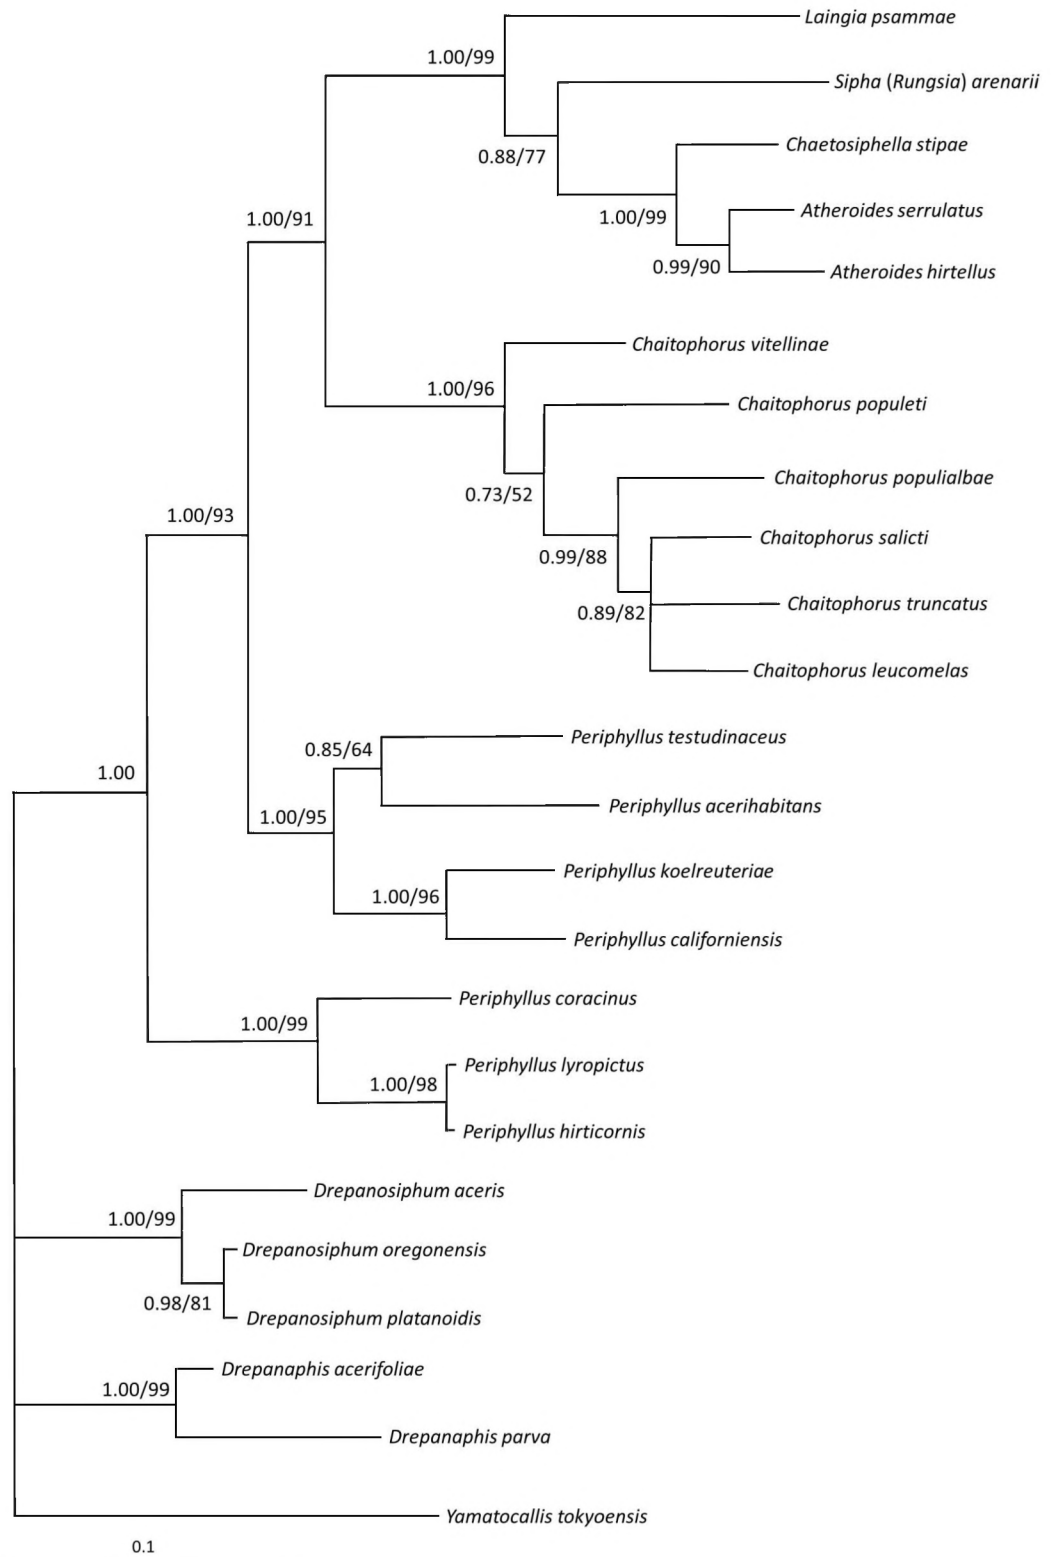 Laingia psammae
1.00/99
Sipha (Rungsia) arenarii
Chaetosiphella stipae
0.88/77
Atheroides serrulatus
1.00/99
1.00/91
0.99/90
Atheroides hirtellus
Chaitophorus vitellinae
1.00/96
Chaitophorus populeti
Chaitophorus populialbae
0.73/52
1.00/93
Chaitophorus salicti
0.99/88
Chaitophorus truncatus
0.89/82
Chaitophorus leucomelas
Periphyllus testudinaceus
0.85/64
1.00
Periphyllus acerihabitans
1.00/95
Periphyllus koelreuteriae
1.00/96
Periphyllus californiensis
Periphyllus coracinus
1.00/99
Periphyllus lyropictus
1.00/98
Periphyllus hirticornis
Drepanosiphum aceris
1.00/99
Drepanosiphum oregonensis
0.98/81
Drepanosiphum platanoidis
Drepanaphis acerifoliae
1.00/99
Drepanaphis parva
Yamatocallis tokyoensis
0.1